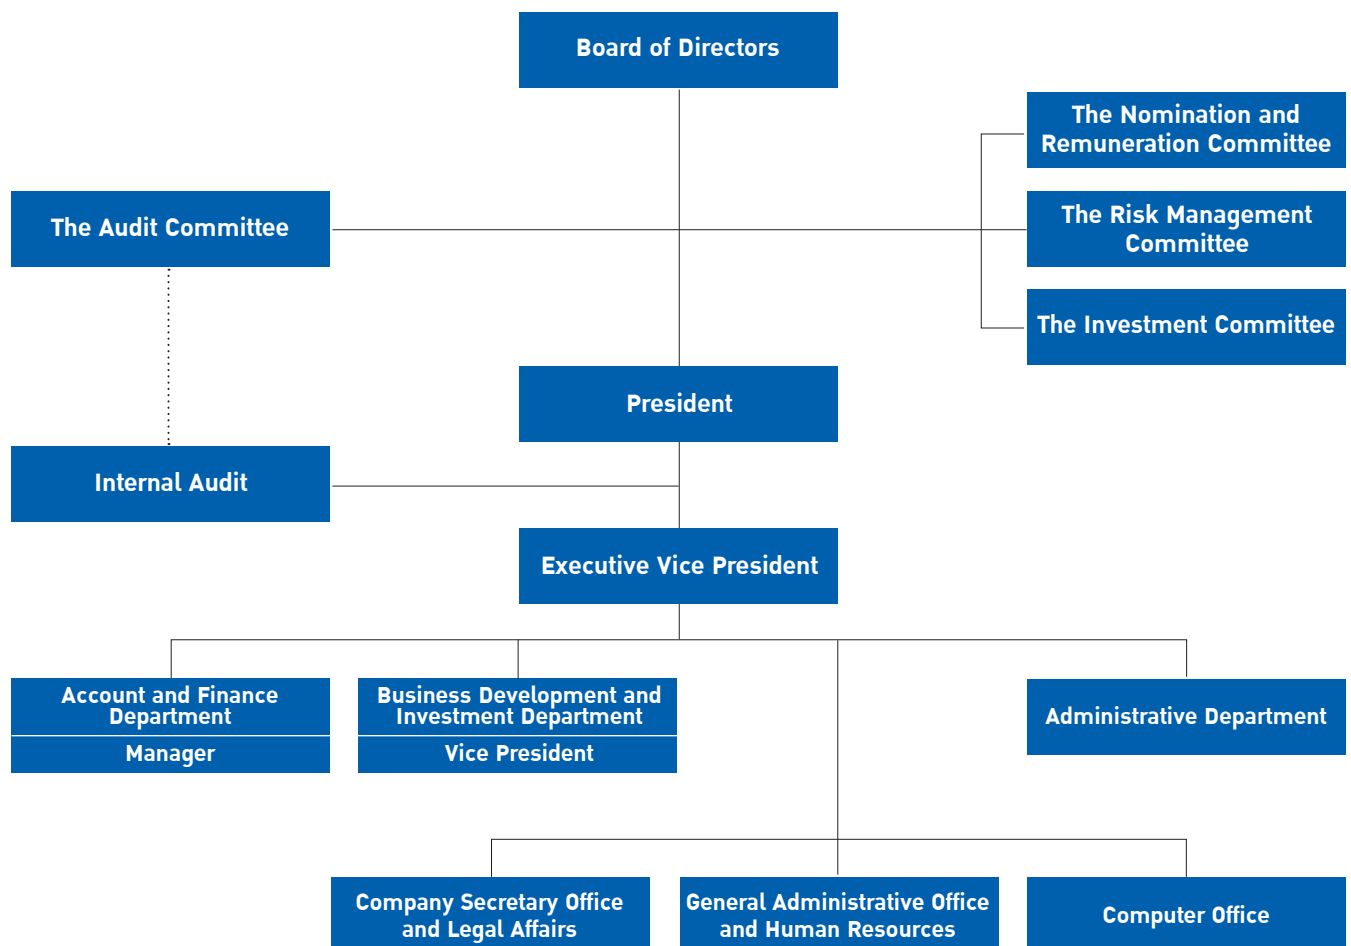 Board of Directors
The Nomination and
Remuneration Committee
The Audit Committee
The Risk Management
Committee
The Investment Committee
President
Internal Audit
Executive Vice President
Account and Finance
Department
Manager
Business Development and
Investment Department
Vice President
Administrative Department
Company Secretary Office
and Legal Affairs
General Administrative Office
and Human Resources
Computer Office